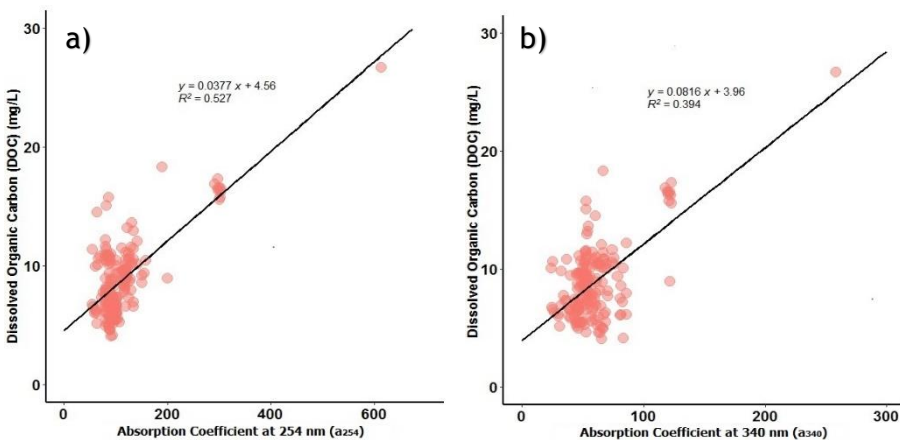 a)
y = 0.0377 x + 4.56
R² = 0.527
Dissolved Organic Carbon (DOC) (mg/L)
30
20
10
0
0 200 400 600
Absorption Coefficient at 254 nm (a254)
b)
y = 0.0816 x + 3.96
R² = 0.394
Dissolved Organic Carbon (DOC) (mg/L)
30
20
10
0
0 100 200 300
Absorption Coefficient at 340 nm (a340)